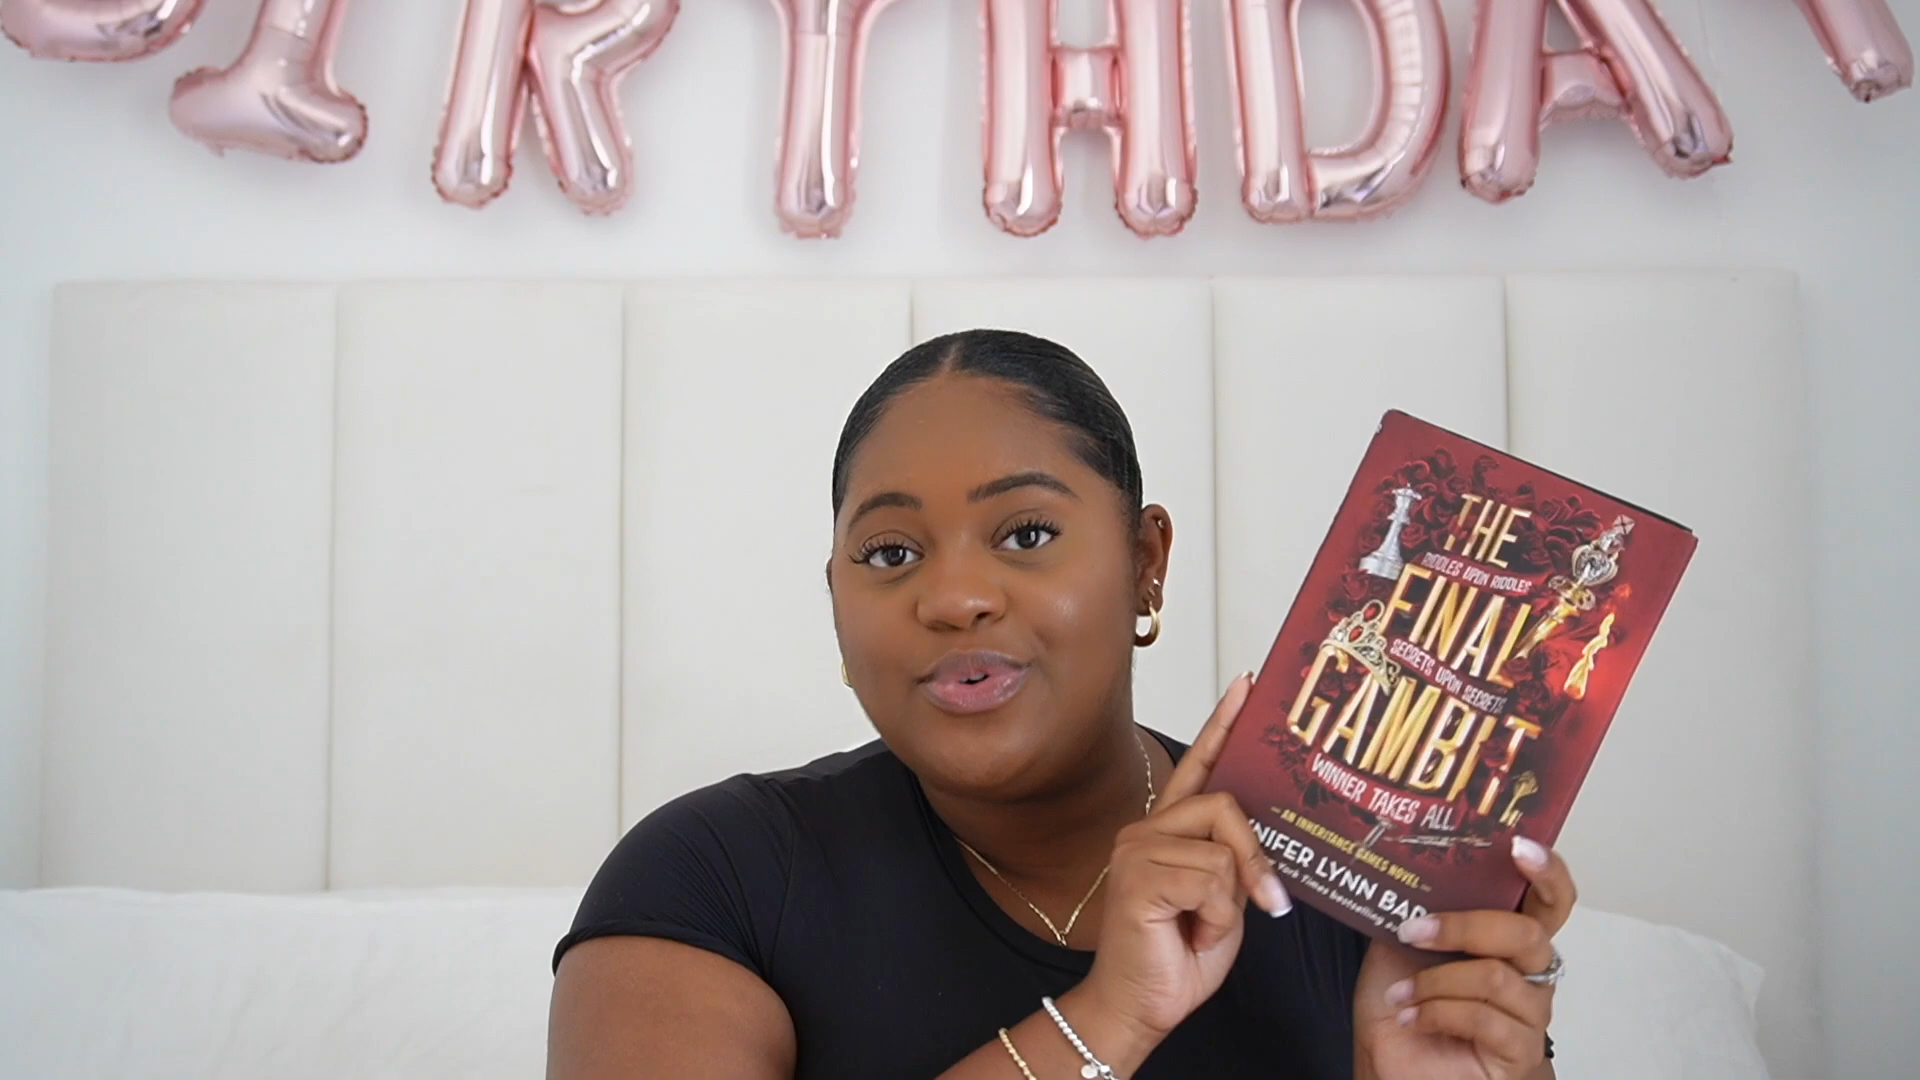 BIRTHDAY
THE
RIDDLES UPON RIDDLES
FINAL
SECRETS UPON SECRETS
GAMBIT
WINNER TAKES ALL
— AN INHERITANCE GAMES NOVEL —
NIFER LYNN BAR
York Times bestselling